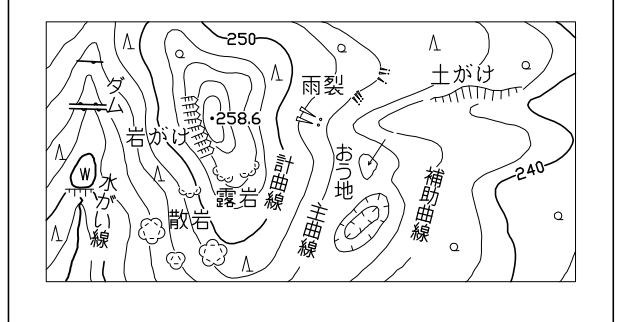 250
雨裂
土がけ
ダム
・258.6
岩がけ
計曲線
おう地
240
W
水がい線
露岩
散岩
主曲線
補助曲線